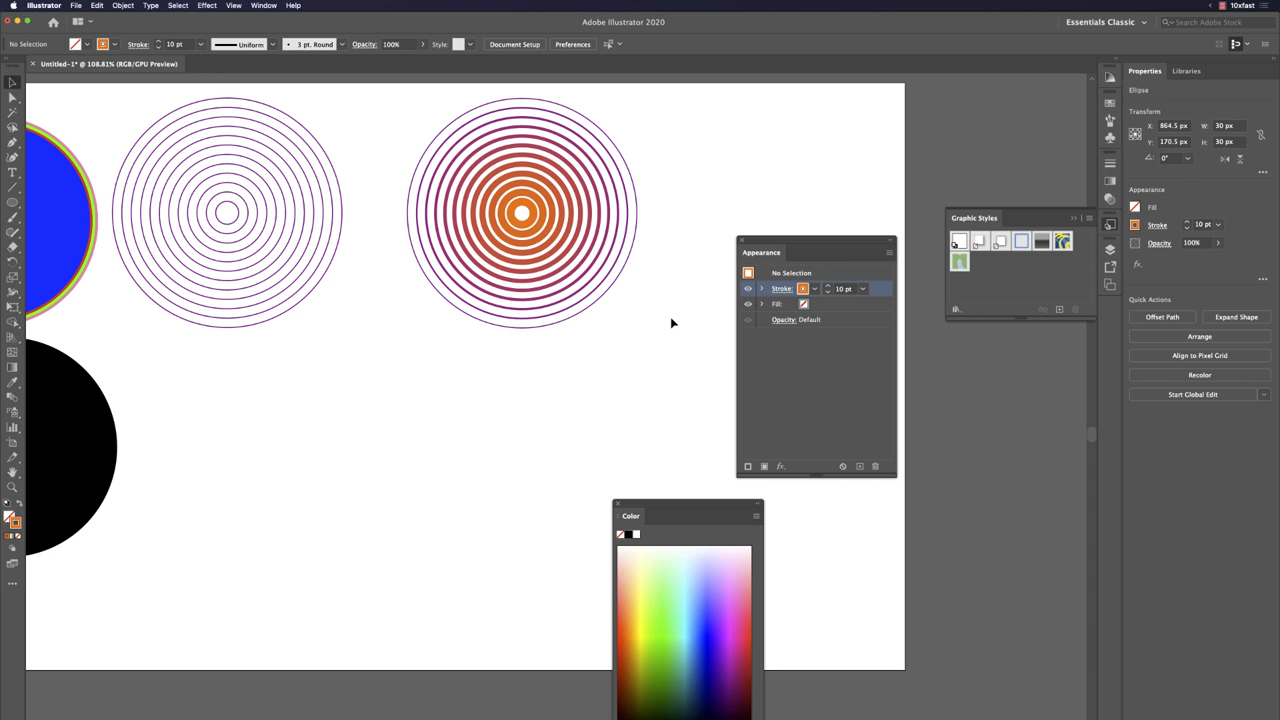 Illustrator File Edit Object Type Select Effect View Window Help 10xfast
Adobe Illustrator 2020 Essentials Classic Search Adobe Stock
No Selection Stroke: 10 pt Uniform 3 pt. Round Opacity: 100% Style: Document Setup Preferences
Untitled-1* @ 108.81% (RGB/GPU Preview)
Properties Libraries
Ellipse
Transform
X: 864.5 px W: 30 px
Y: 170.5 px H: 30 px
0°
Appearance
Fill
Stroke 10 pt
Opacity 100%
fx.
Quick Actions
Offset Path Expand Shape
Arrange
Align to Pixel Grid
Recolor
Start Global Edit
Graphic Styles
Appearance
No Selection
Stroke: 10 pt
Fill:
Opacity: Default
fx.
Color